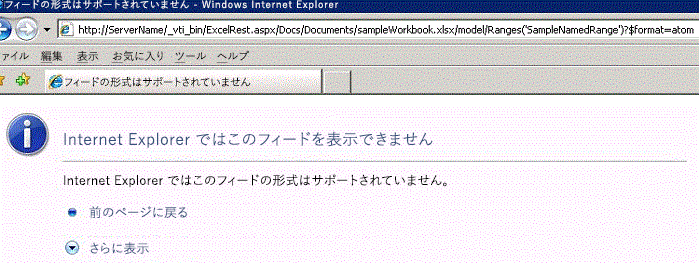 フィードの形式はサポートされていません - Windows Internet Explorer
http://ServerName/_vti_bin/ExcelRest.aspx/Docs/Documents/sampleWorkbook.xlsx/model/Ranges('SampleNamedRange')?$format=atom
ァイル 編集 表示 お気に入り ツール ヘルプ
フィードの形式はサポートされていません
Internet Explorer ではこのフィードを表示できません
Internet Explorer ではこのフィードの形式はサポートされていません。
前のページに戻る
さらに表示